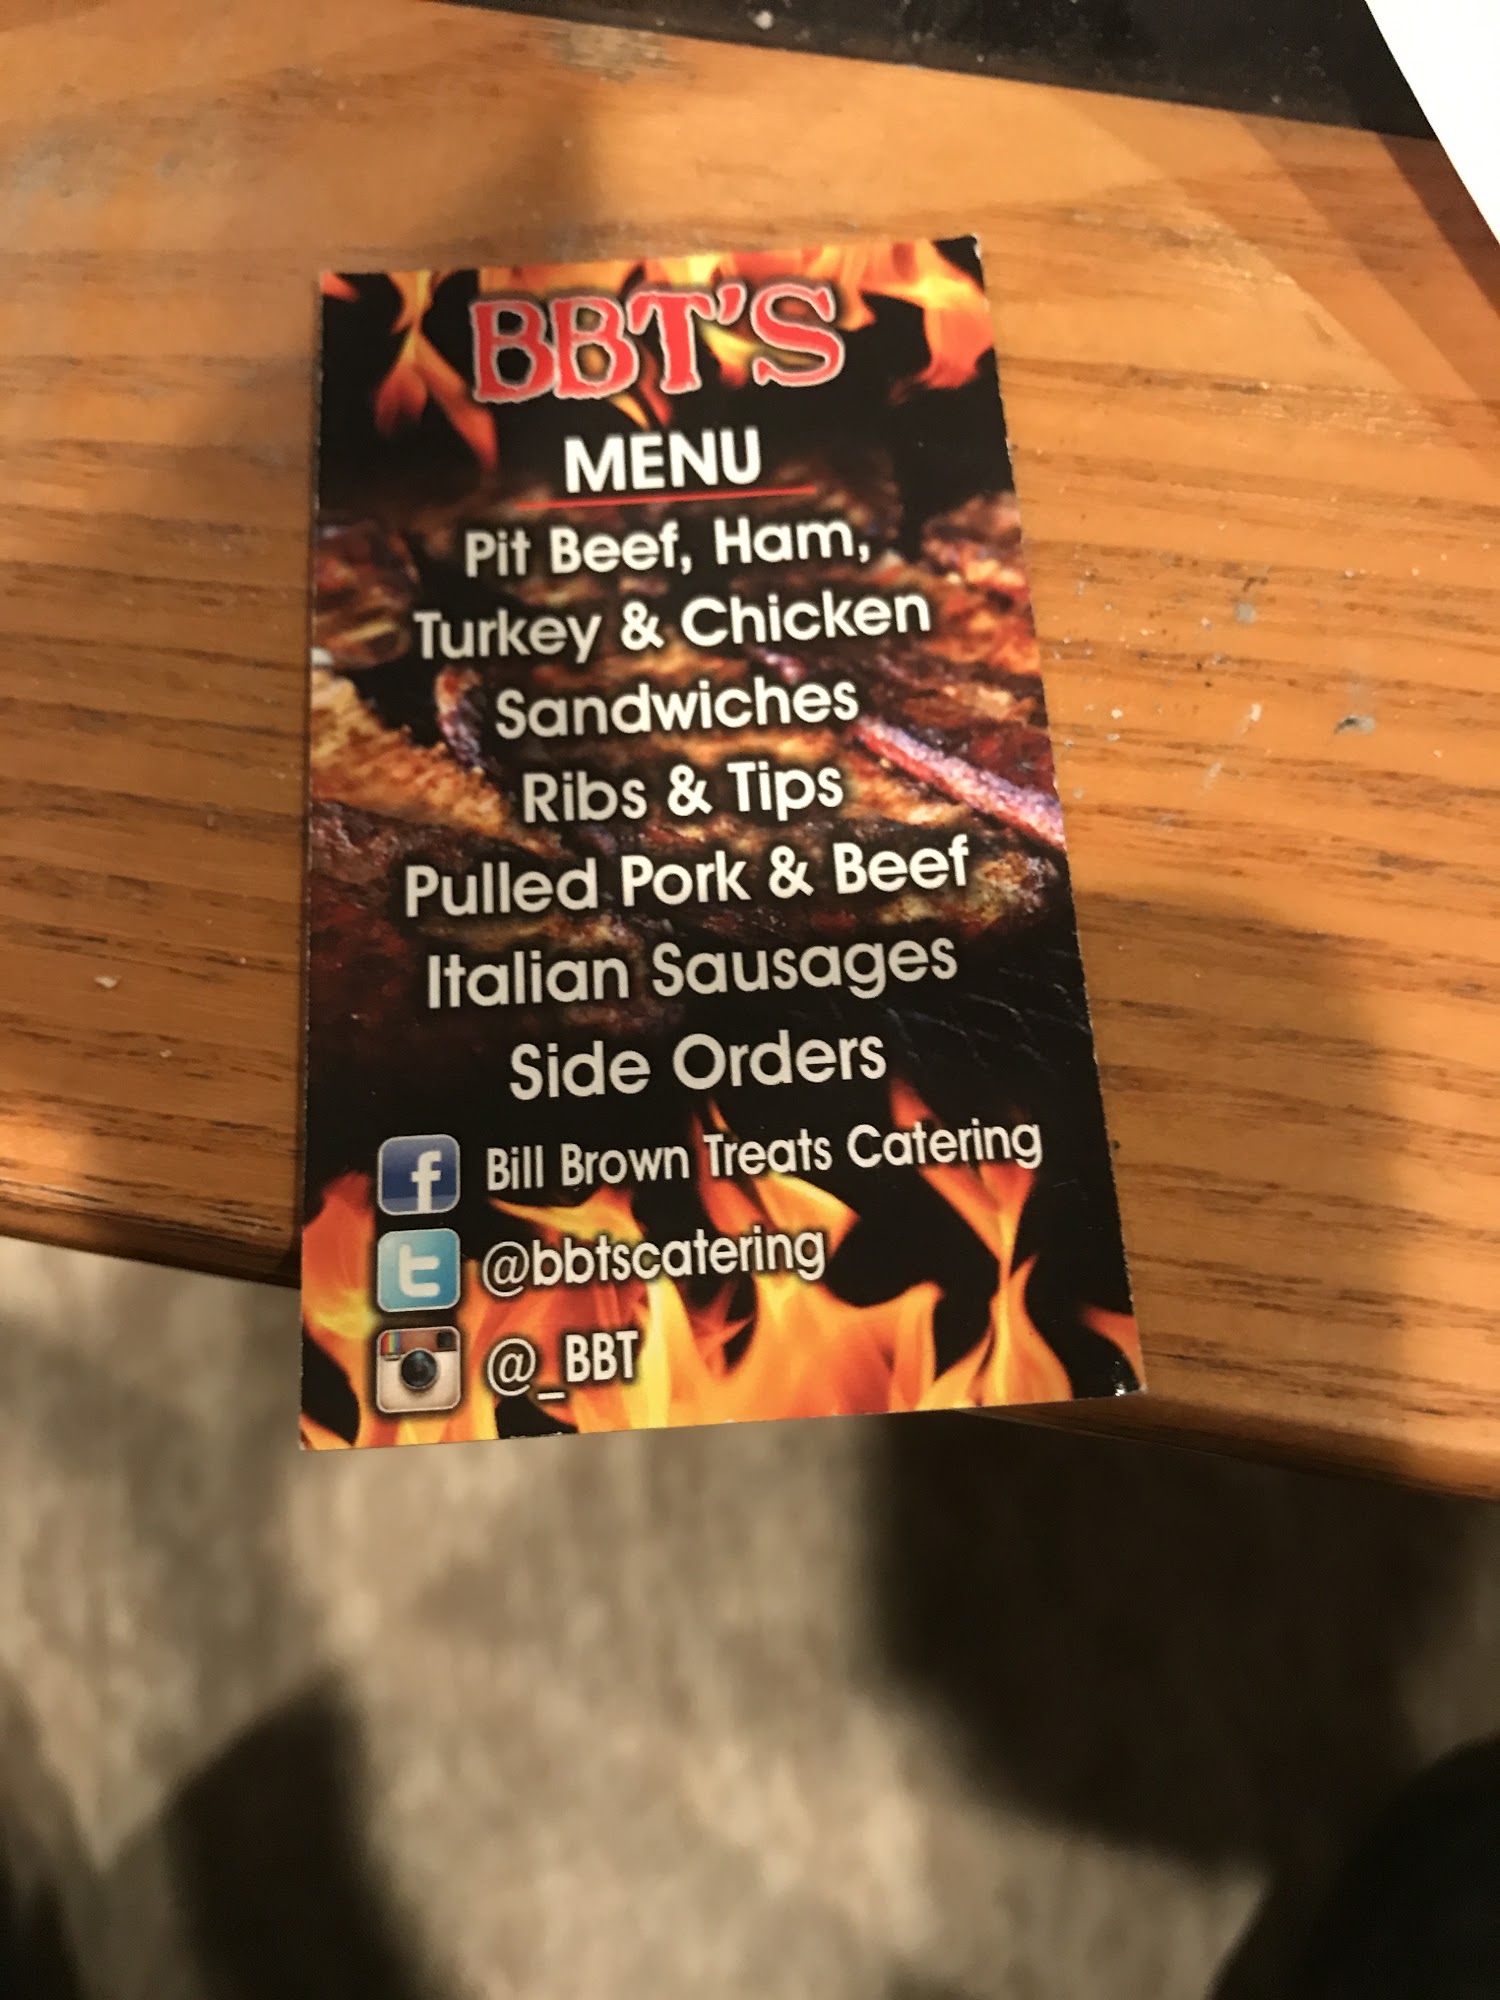 BBT'S
MENU
Pit Beef, Ham,
Turkey & Chicken
Sandwiches
Ribs & Tips
Pulled Pork & Beef
Italian Sausages
Side Orders
f Bill Brown Treats Catering
t @bbtscatering
@_BBT